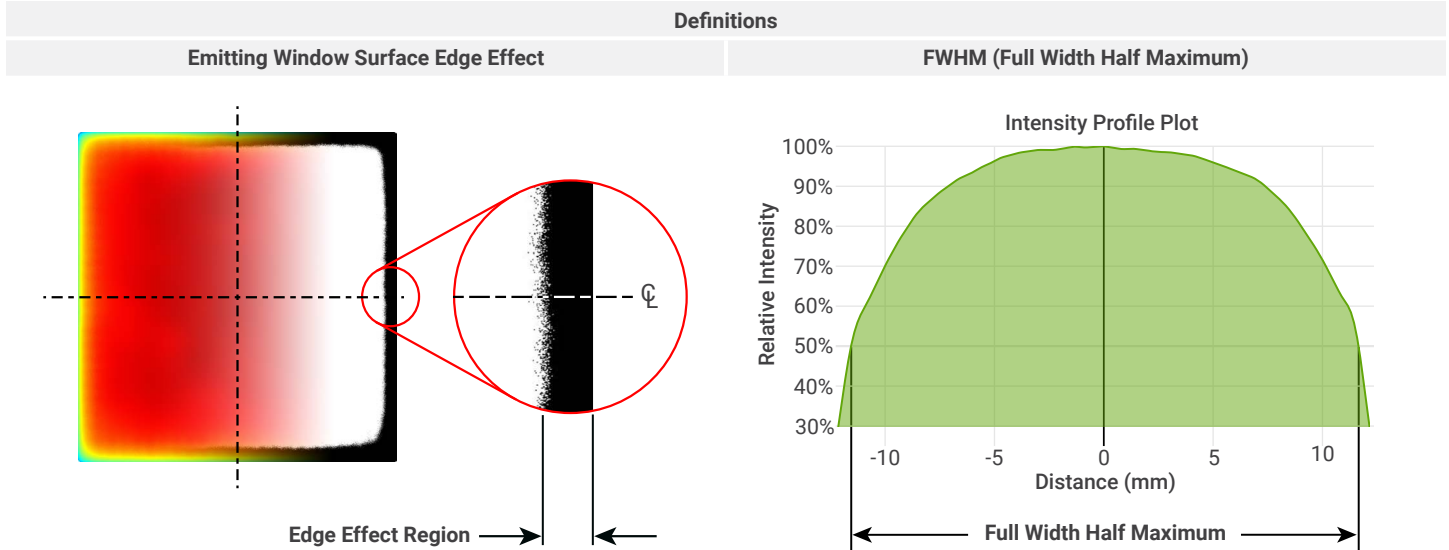 Definitions
Emitting Window Surface Edge Effect
FWHM (Full Width Half Maximum)
℄
Edge Effect Region
Intensity Profile Plot
Relative Intensity
100%
90%
80%
70%
60%
50%
40%
30%
-10 -5 0 5 10
Distance (mm)
Full Width Half Maximum